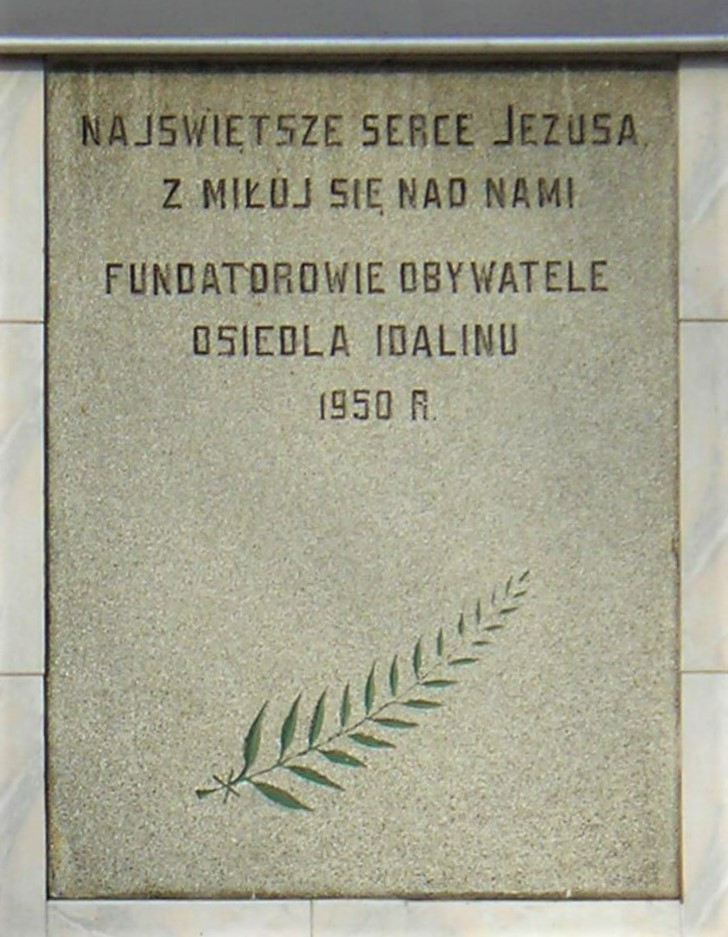 NAJSWIĘTSZE SERCE JEZUSA,
Z MIŁUJ SIĘ NAD NAMI
FUNDATOROWIE OBYWATELE
OSIEDLA IDALINU
1950 R.